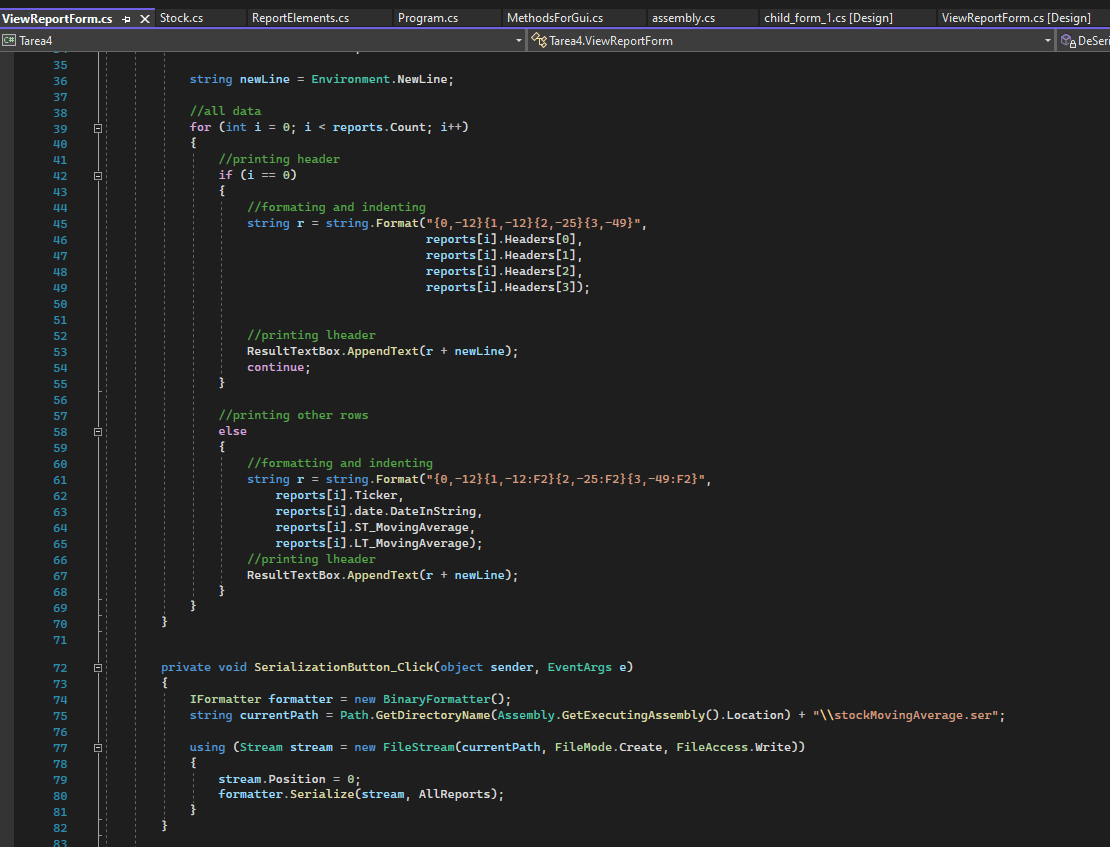 ViewReportForm.cs Stock.cs ReportElements.cs Program.cs MethodsForGui.cs assembly.cs child_form_1.cs [Design] ViewReportForm.cs [Design]
C# Tarea4 Tarea4.ViewReportForm DeSeri
35
36 string newLine = Environment.NewLine;
37
38 //all data
39 for (int i = 0; i < reports.Count; i++)
40 {
41 //printing header
42 if (i == 0)
43 {
44 //formating and indenting
45 string r = string.Format("{0,-12}{1,-12}{2,-25}{3,-49}",
46 reports[i].Headers[0],
47 reports[i].Headers[1],
48 reports[i].Headers[2],
49 reports[i].Headers[3]);
50
51
52 //printing lheader
53 ResultTextBox.AppendText(r + newLine);
54 continue;
55 }
56
57 //printing other rows
58 else
59 {
60 //formatting and indenting
61 string r = string.Format("{0,-12}{1,-12:F2}{2,-25:F2}{3,-49:F2}",
62 reports[i].Ticker,
63 reports[i].date.DateInString,
64 reports[i].ST_MovingAverage,
65 reports[i].LT_MovingAverage);
66 //printing lheader
67 ResultTextBox.AppendText(r + newLine);
68 }
69 }
70 }
71
72 private void SerializationButton_Click(object sender, EventArgs e)
73 {
74 IFormatter formatter = new BinaryFormatter();
75 string currentPath = Path.GetDirectoryName(Assembly.GetExecutingAssembly().Location) + "\\stockMovingAverage.ser";
76
77 using (Stream stream = new FileStream(currentPath, FileMode.Create, FileAccess.Write))
78 {
79 stream.Position = 0;
80 formatter.Serialize(stream, AllReports);
81 }
82 }
83